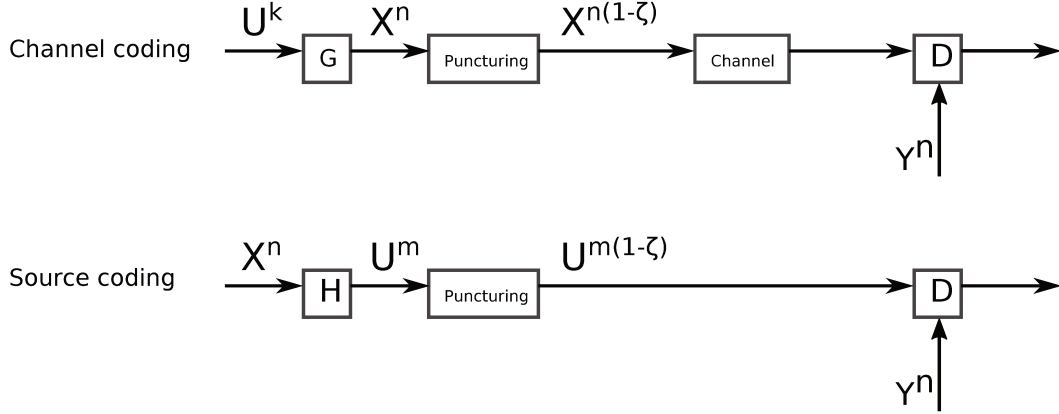 Channel coding
U^k
G
X^n
Puncturing
X^n(1-ζ)
Channel
D
Y^n
Source coding
X^n
H
U^m
Puncturing
U^m(1-ζ)
D
Y^n